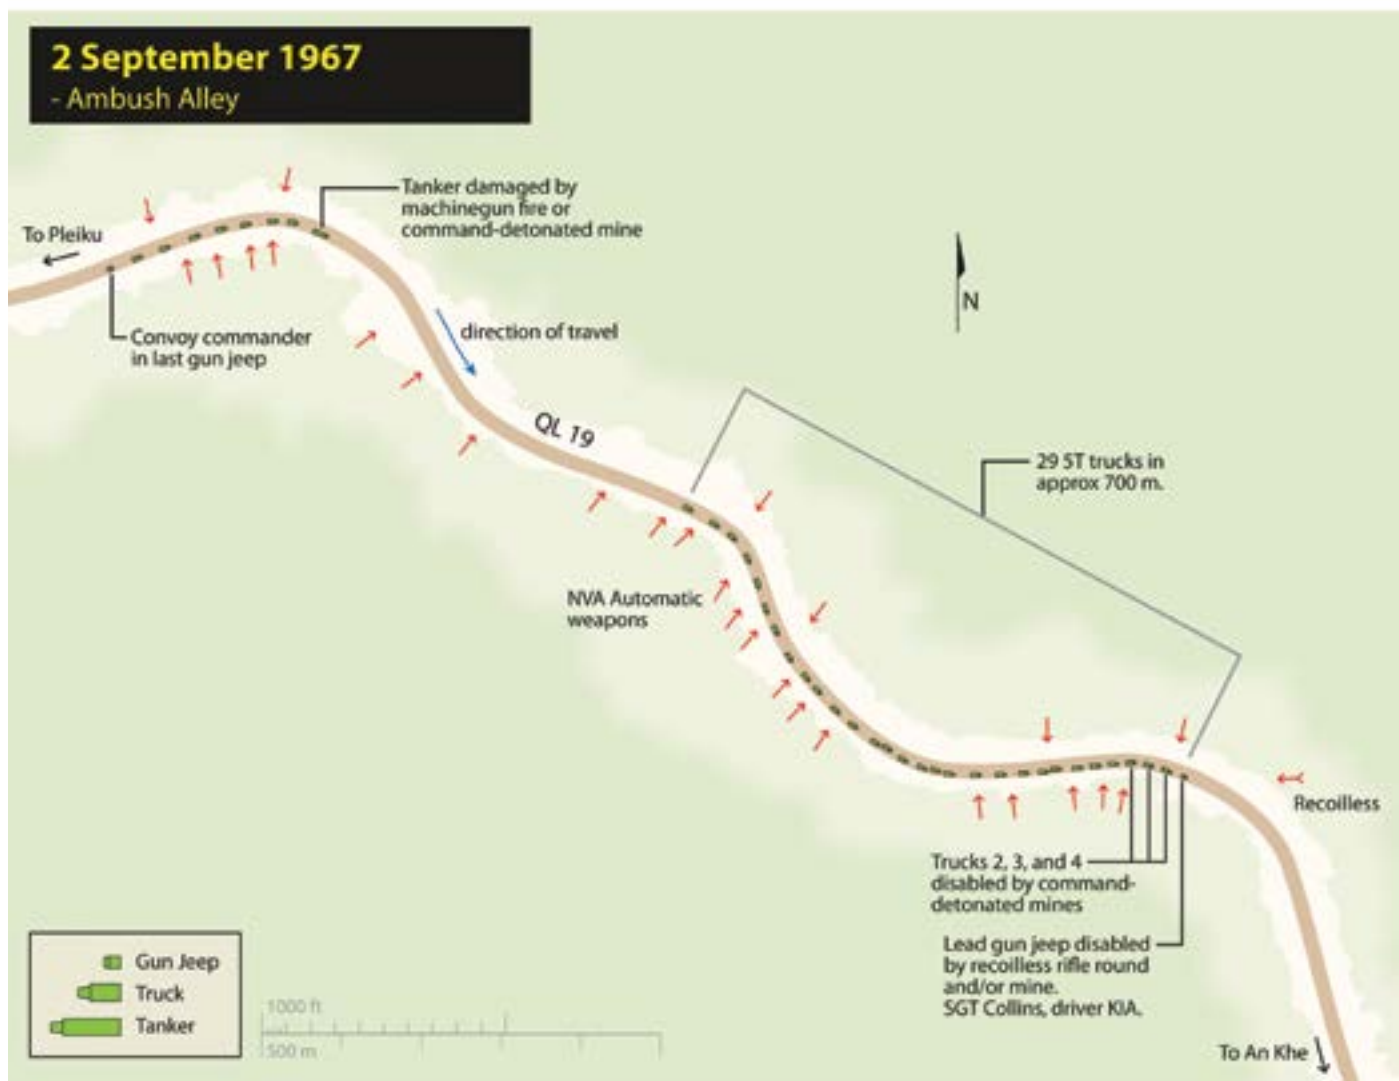 2 September 1967
- Ambush Alley
Tanker damaged by
machinegun fire or
command-detonated mine
To Pleiku
N
Convoy commander
in last gun jeep
direction of travel
QL 19
29 5T trucks in
approx 700 m.
NVA Automatic
weapons
Recoilless
Trucks 2, 3, and 4
disabled by command-
detonated mines
Lead gun jeep disabled
by recoilless rifle round
and/or mine.
SGT Collins, driver KIA.
Gun Jeep
Truck
Tanker
1000 ft
500 m
To An Khe